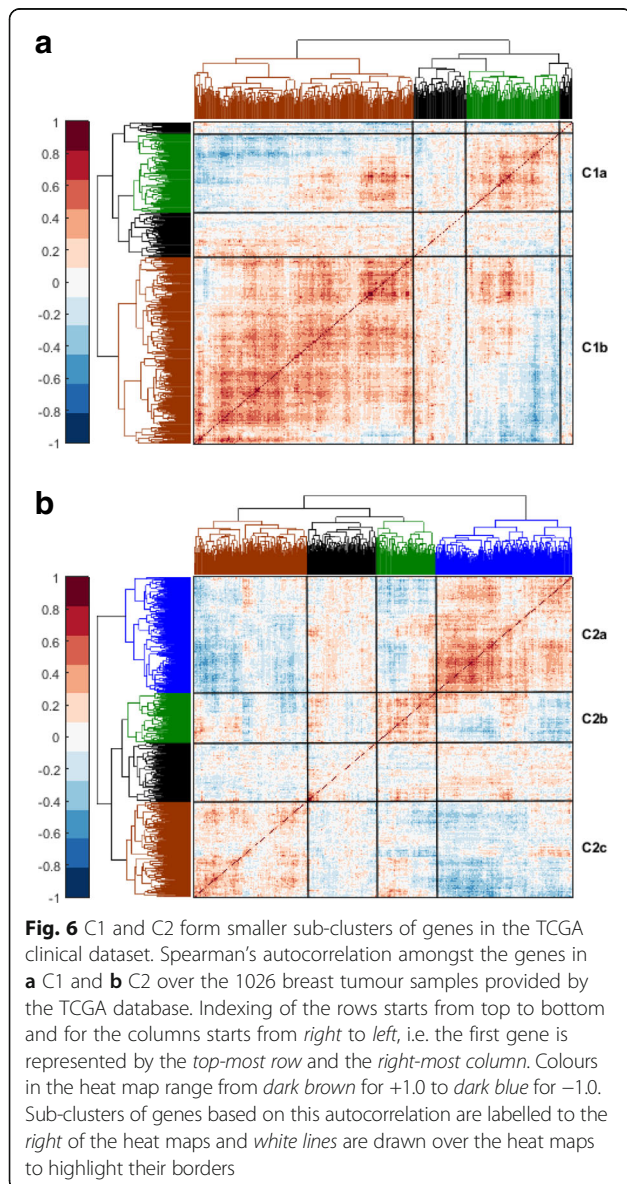 a
1
0.8
0.6
0.4
0.2
0
-0.2
-0.4
-0.6
-0.8
-1
C1a
C1b
b
1
0.8
0.6
0.4
0.2
0
-0.2
-0.4
-0.6
-0.8
-1
C2a
C2b
C2c
Fig. 6 C1 and C2 form smaller sub-clusters of genes in the TCGA
clinical dataset. Spearman's autocorrelation amongst the genes in
a C1 and b C2 over the 1026 breast tumour samples provided by
the TCGA database. Indexing of the rows starts from top to bottom
and for the columns starts from right to left, i.e. the first gene is
represented by the top-most row and the right-most column. Colours
in the heat map range from dark brown for +1.0 to dark blue for −1.0.
Sub-clusters of genes based on this autocorrelation are labelled to the
right of the heat maps and white lines are drawn over the heat maps
to highlight their borders